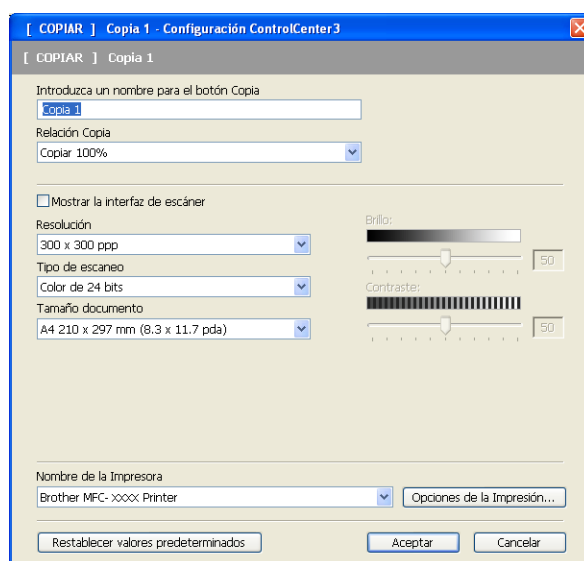 [ COPIAR ] Copia 1 - Configuración ControlCenter3
[ COPIAR ] Copia 1
Introduzca un nombre para el botón Copia
Copia 1
Relación Copia
Copiar 100%
Mostrar la interfaz de escáner
Resolución
300 x 300 ppp
Tipo de escaneo
Color de 24 bits
Tamaño documento
A4 210 x 297 mm (8.3 x 11.7 pda)
Brillo:
50
Contraste:
50
Nombre de la Impresora
Brother MFC- XXXX Printer
Opciones de la Impresión...
Restablecer valores predeterminados
Aceptar
Cancelar